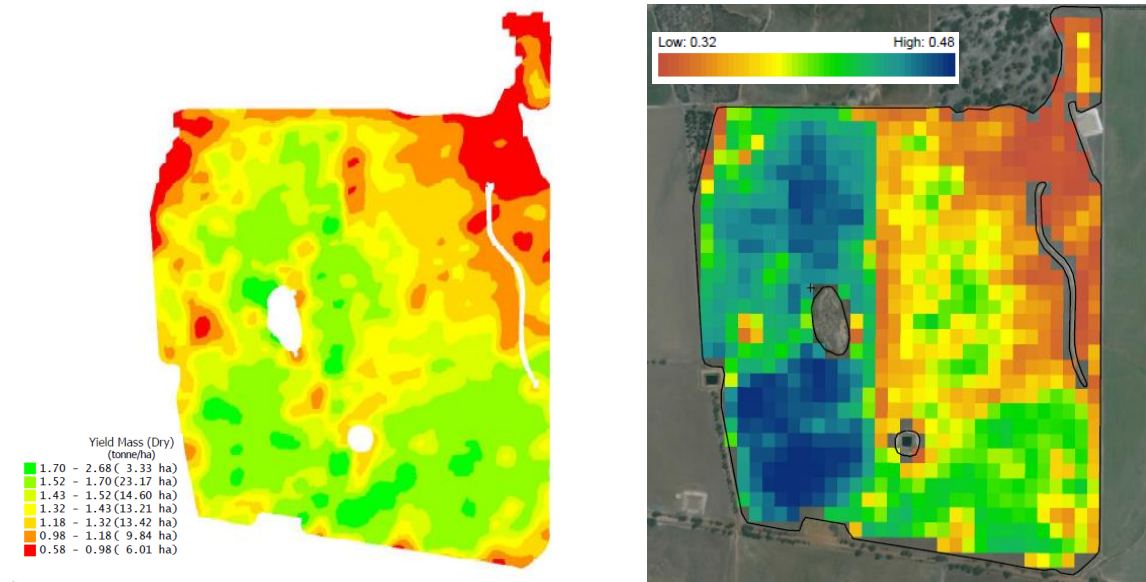 Low: 0.32 High: 0.48
Yield Mass (Dry)
(tonne/ha)
1.70 - 2.68( 3.33 ha)
1.52 - 1.70(23.17 ha)
1.43 - 1.52(14.60 ha)
1.32 - 1.43(13.21 ha)
1.18 - 1.32(13.42 ha)
0.98 - 1.18( 9.84 ha)
0.58 - 0.98( 6.01 ha)